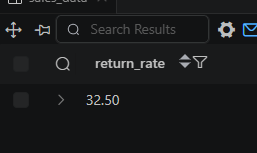 sales_data
Search Results
return_rate
32.50